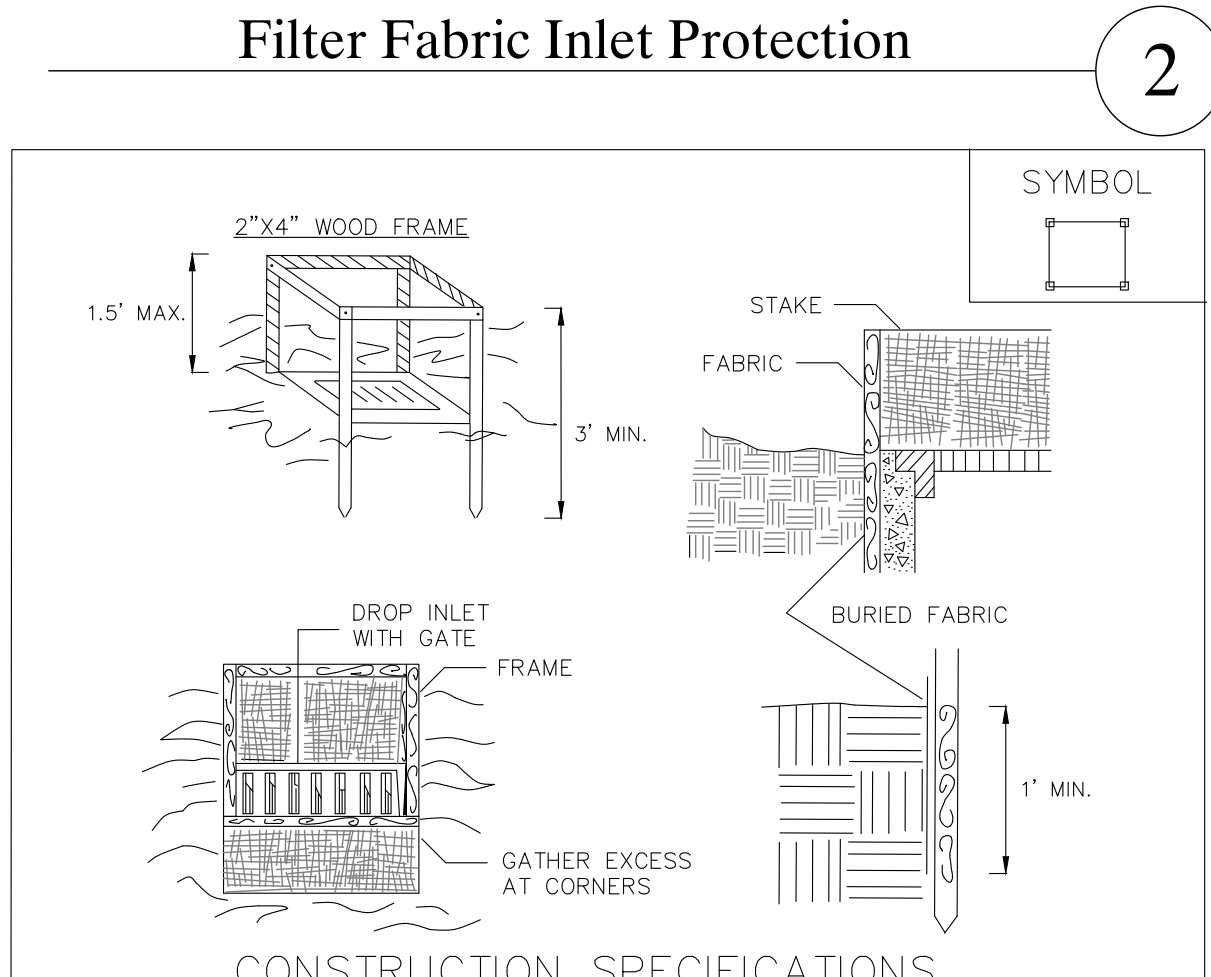 Filter Fabric Inlet Protection
2
SYMBOL
2"X4" WOOD FRAME
1.5' MAX.
3' MIN.
STAKE
FABRIC
BURIED FABRIC
DROP INLET
WITH GATE
FRAME
1' MIN.
GATHER EXCESS
AT CORNERS
CONSTRUCTION SPECIFICATIONS